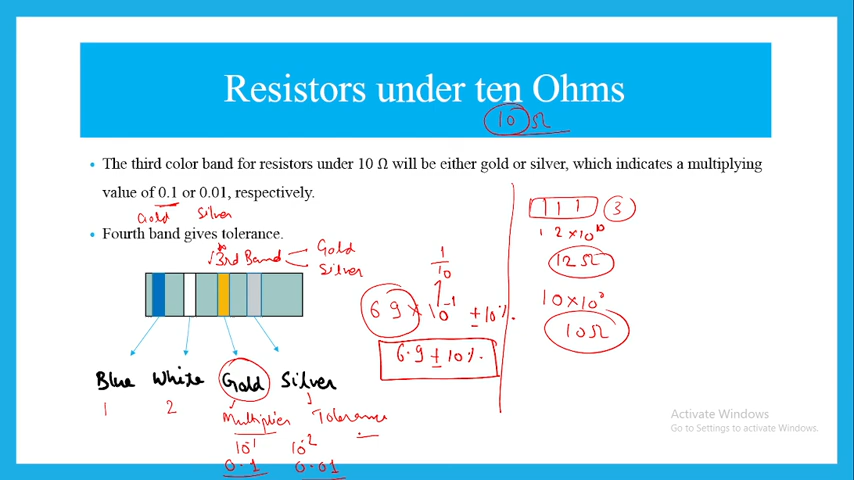 Resistors under ten Ohms
10 Ω
• The third color band for resistors under 10 Ω will be either gold or silver, which indicates a multiplying
value of 0.1 or 0.01, respectively.
Gold Silver
• Fourth band gives tolerance.
3rd Band
Gold
Silver
1/10
69 × 10⁻¹ ± 10%.
6.9 ± 10%.
Blue White Gold Silver
1 2 Multiplier Tolerance
10⁻¹ 10⁻²
0.1 0.01
1 1 1 3
1 2 × 10⁰
12 Ω
10 × 10⁰
10 Ω
Activate Windows
Go to Settings to activate Windows.